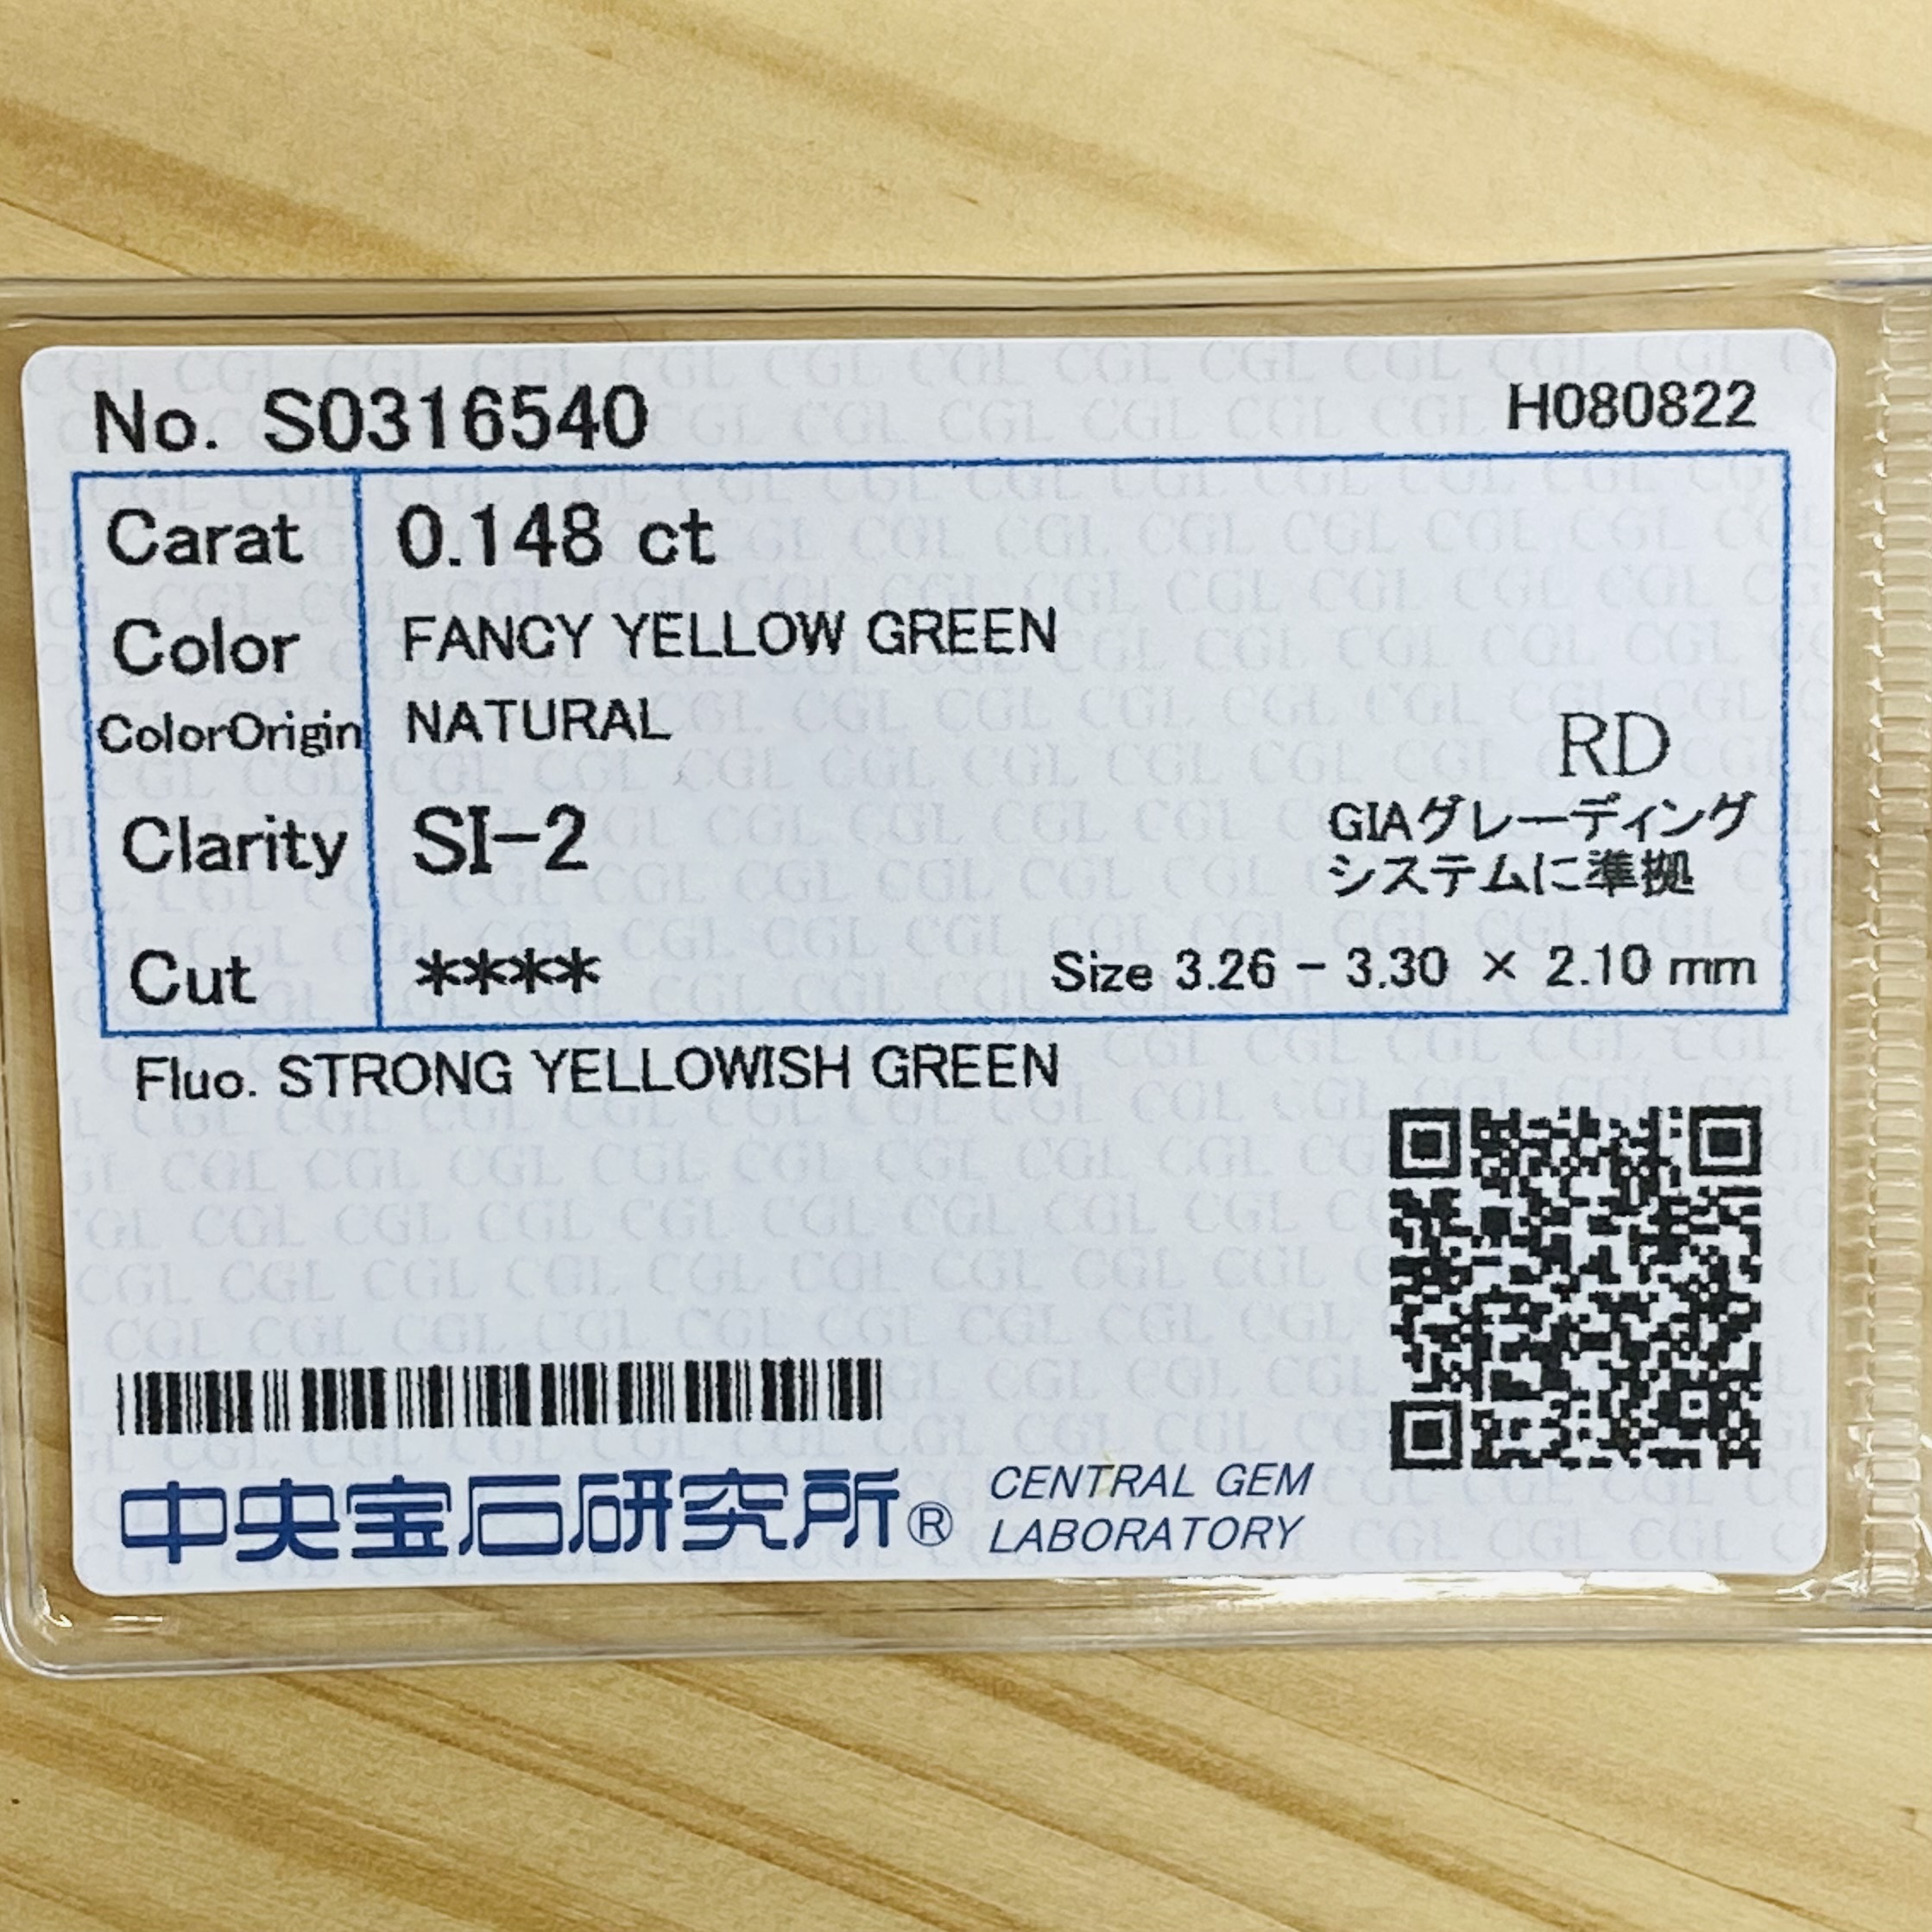 No. S0316540 H080822
Carat 0.148 ct
Color FANCY YELLOW GREEN
ColorOrigin NATURAL
RD
Clarity SI-2
GIAグレーディング
システムに準拠
Cut **** Size 3.26 - 3.30 × 2.10 mm
Fluo. STRONG YELLOWISH GREEN
中央宝石研究所® CENTRAL GEM
LABORATORY